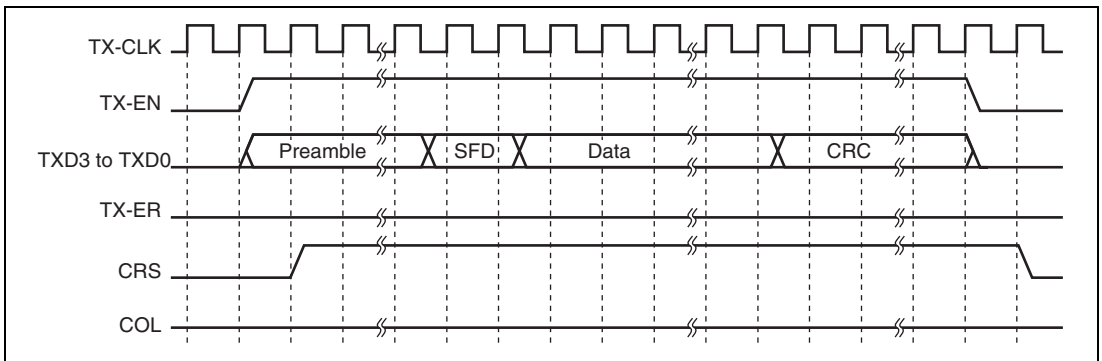 TX-CLK
TX-EN
TXD3 to TXD0
Preamble SFD Data CRC
TX-ER
CRS
COL